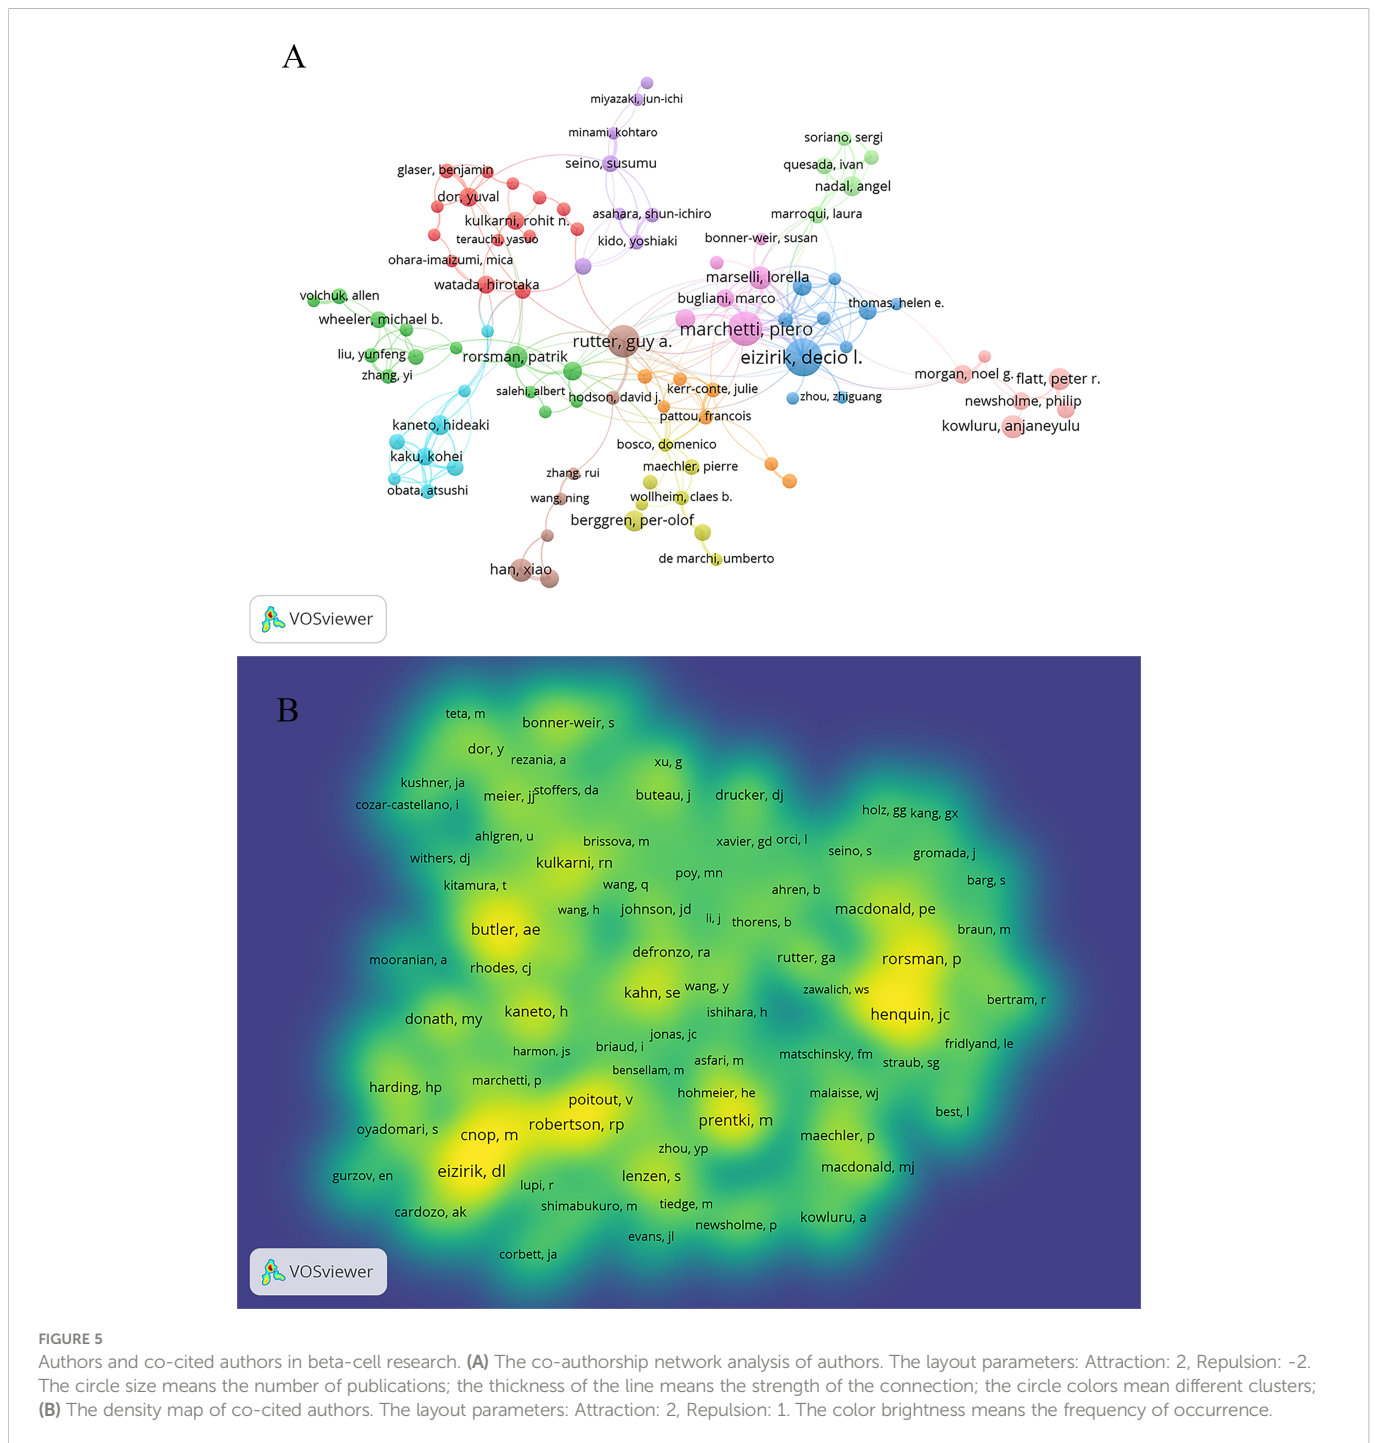 A
miyazaki, jun-ichi
minami, kohtaro
soriano, sergi
seino, susumu
quesada, ivan
glaser, benjamin
nadal, angel
dor, yuval
asahara, shun-ichiro
marroqui, laura
kulkarni, rohit n.
terauchi, yasuo
kido, yoshiaki
bonner-weir, susan
ohara-imaizumi, mica
marselli, lorella
watada, hirotaka
volchuk, allen
bugliani, marco
thomas, helen e.
wheeler, michael b.
marchetti, piero
rutter, guy a.
liu, yunfeng
rorsman, patrik
eizirik, decio l.
zhang, yi
morgan, noel g.
flatt, peter r.
salehi, albert
hodson, david j.
kerr-conte, julie
zhou, zhiguang
newsholme, philip
pattou, francois
kaneto, hideaki
kowluru, anjaneyulu
bosco, domenico
kaku, kohei
maechler, pierre
zhang, rui
obata, atsushi
wang, ning
wollheim, claes b.
berggren, per-olof
de marchi, umberto
han, xiao
VOSviewer
B
teta, m
bonner-weir, s
dor, y
rezania, a
xu, g
kushner, ja
stoffers, da
meier, jj
buteau, j
drucker, dj
cozar-castellano, i
holz, gg
kang, gx
ahlgren, u
brissova, m
xavier, gd
orci, l
seino, s
gromada, j
withers, dj
kulkarni, rn
poy, mn
barg, s
kitamura, t
wang, q
ahren, b
wang, h
johnson, jd
li, j
thorens, b
macdonald, pe
butler, ae
braun, m
mooranian, a
defronzo, ra
rutter, ga
rorsman, p
rhodes, cj
kahn, se
wang, y
zawalich, ws
bertram, r
donath, my
kaneto, h
ishihara, h
henquin, jc
jonas, jc
fridlyand, le
harmon, js
briaud, i
asfari, m
matschinsky, fm
straub, sg
marchetti, p
bensellam, m
harding, hp
hohmeier, he
malaisse, wj
poitout, v
best, l
robertson, rp
prentki, m
oyadomari, s
cnop, m
maechler, p
zhou, yp
eizirik, dl
gurzov, en
lenzen, s
macdonald, mj
lupi, r
cardozo, ak
shimabukuro, m
tiedge, m
newsholme, p
kowluru, a
evans, jl
corbett, ja
VOSviewer
FIGURE 5
Authors and co-cited authors in beta-cell research. (A) The co-authorship network analysis of authors. The layout parameters: Attraction: 2, Repulsion: -2.
The circle size means the number of publications; the thickness of the line means the strength of the connection; the circle colors mean different clusters;
(B) The density map of co-cited authors. The layout parameters: Attraction: 2, Repulsion: 1. The color brightness means the frequency of occurrence.